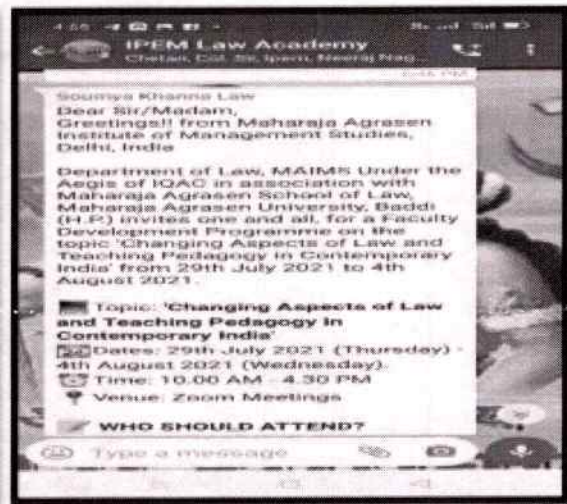 4:55
IPEM Law Academy
Chetan, Col. Sir, Ipem, Neeraj Nag...
Soumya Khanna Law
Dear Sir/Madam,
Greetings!! from Maharaja Agrasen
Institute of Management Studies,
Delhi, India
Department of Law, MAIMS Under the
Aegis of IQAC in association with
Maharaja Agrasen School of Law,
Maharaja Agrasen University, Baddi
(H.P.) invites one and all, for a Faculty
Development Programme on the
topic 'Changing Aspects of Law and
Teaching Pedagogy in Contemporary
India' from 29th July 2021 to 4th
August 2021.
Topic: 'Changing Aspects of Law
and Teaching Pedagogy in
Contemporary India'
Dates: 29th July 2021 (Thursday) -
4th August 2021 (Wednesday).
Time: 10.00 AM - 4.30 PM
Venue: Zoom Meetings
WHO SHOULD ATTEND?
Type a message